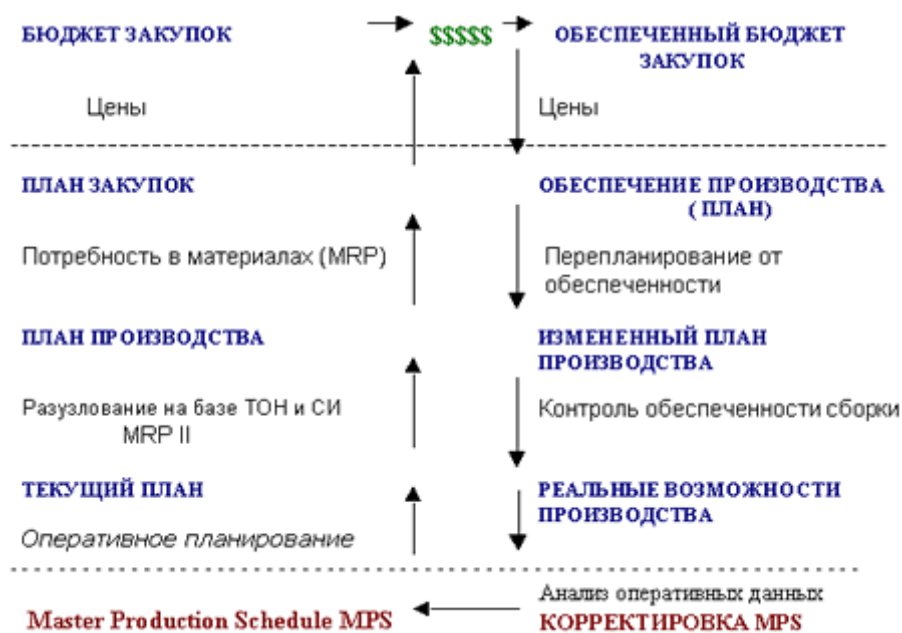 БЮДЖЕТ ЗАКУПОК
$$$$$
ОБЕСПЕЧЕННЫЙ БЮДЖЕТ
ЗАКУПОК
Цены
Цены
ПЛАН ЗАКУПОК
ОБЕСПЕЧЕНИЕ ПРОИЗВОДСТВА
( ПЛАН)
Потребность в материалах (MRP)
Перепланирование от
обеспеченности
ПЛАН ПРОИЗВОДСТВА
ИЗМЕНЕННЫЙ ПЛАН
ПРОИЗВОДСТВА
Разузлование на базе ТОН и СИ
MRP II
Контроль обеспеченности сборки
ТЕКУЩИЙ ПЛАН
РЕАЛЬНЫЕ ВОЗМОЖНОСТИ
ПРОИЗВОДСТВА
Оперативное планирование
Анализ оперативных данных
Master Production Schedule MPS
КОРРЕКТИРОВКА MPS